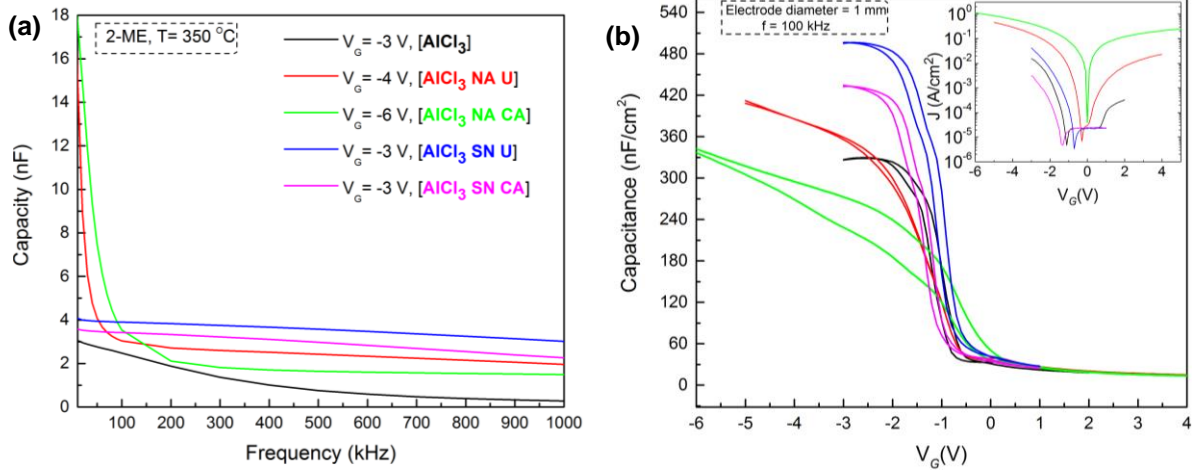 (a)
2-ME, T= 350 °C
V_G = -3 V, [AlCl3]
V_G = -4 V, [AlCl3 NA U]
V_G = -6 V, [AlCl3 NA CA]
V_G = -3 V, [AlCl3 SN U]
V_G = -3 V, [AlCl3 SN CA]
Capacity (nF)
18
16
14
12
10
8
6
4
2
0
100 200 300 400 500 600 700 800 900 1000
Frequency (kHz)
(b)
Electrode diameter = 1 mm
f = 100 kHz
Capacitance (nF/cm2)
540
480
420
360
300
240
180
120
60
0
-6 -5 -4 -3 -2 -1 0 1 2 3 4
V_G(V)
J (A/cm2)
10^0
10^-1
10^-2
10^-3
10^-4
10^-5
10^-6
-6 -4 -2 0 2 4
V_G(V)